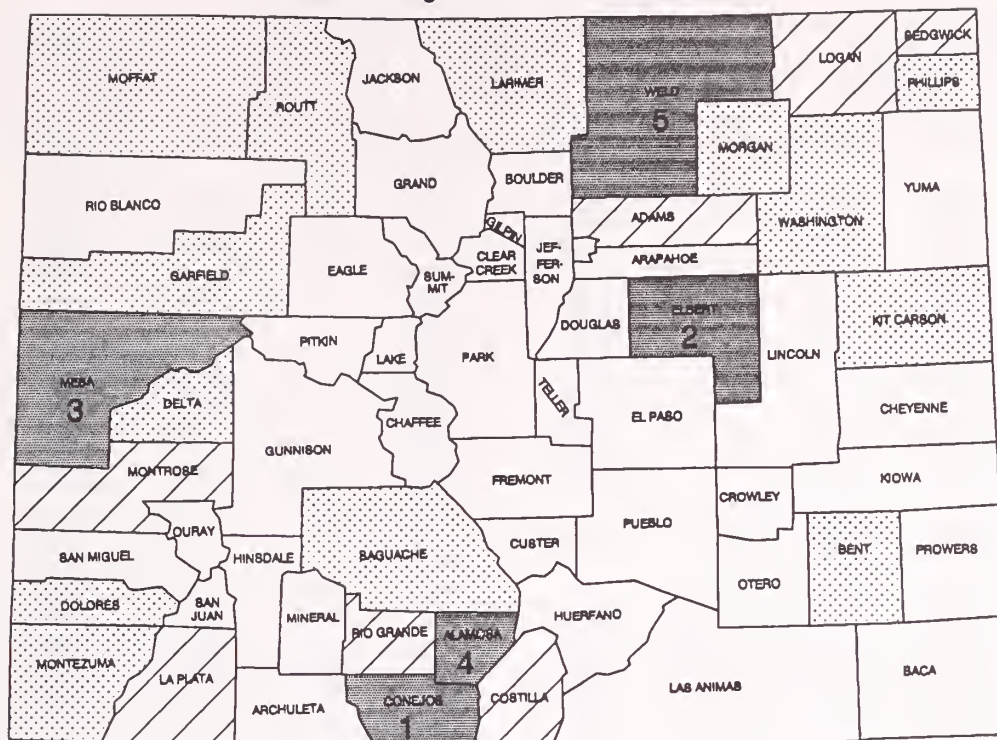 MOFFAT
ROUTT
JACKSON
LARIMER
WELD
5
LOGAN
SEDGWICK
PHILLIPS
MORGAN
RIO BLANCO
GRAND
BOULDER
WASHINGTON
YUMA
GARFIELD
EAGLE
SUM-
MIT
GILPIN
CLEAR
CREEK
JEF-
FER-
SON
ADAMS
ARAPAHOE
MESA
3
DELTA
PITKIN
LAKE
PARK
DOUGLAS
ELBERT
2
LINCOLN
KIT CARSON
MONTROSE
GUNNISON
CHAFFEE
TELLER
EL PASO
CHEYENNE
OURAY
FREMONT
CROWLEY
KIOWA
SAN MIGUEL
HINSDALE
SAGUACHE
CUSTER
PUEBLO
OTERO
BENT
PROWERS
DOLORES
SAN
JUAN
MINERAL
RIO GRANDE
ALAMOSA
4
HUERFANO
MONTEZUMA
LA PLATA
ARCHULETA
CONEJOS
1
COSTILLA
LAS ANIMAS
BACA